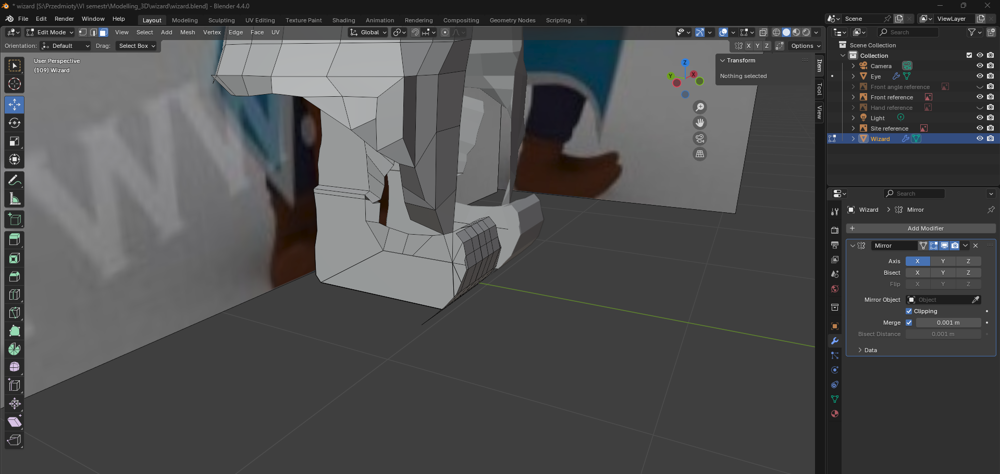 * wizard [S:\Przedmioty\VI semestr\Modelling_3D\wizard\wizard.blend] - Blender 4.4.0
File Edit Render Window Help Layout Modeling Sculpting UV Editing Texture Paint Shading Animation Rendering Compositing Geometry Nodes Scripting + Scene ViewLayer
Edit Mode View Select Add Mesh Vertex Edge Face UV Global Search
Orientation: Default Drag: Select Box X Y Z Options
Scene Collection
Collection
User Perspective
(109) Wizard
Transform
Nothing selected
Item
Tool
View
Z
Y
X
Camera
Eye
Front angle reference
Front reference
Hand reference
Light
Site reference
Wizard
Search
Wizard > Mirror
+ Add Modifier
Mirror
Axis X Y Z
Bisect X Y Z
Flip X Y Z
Mirror Object Object
Clipping
Merge 0.001 m
Bisect Distance 0.001 m
Data
W